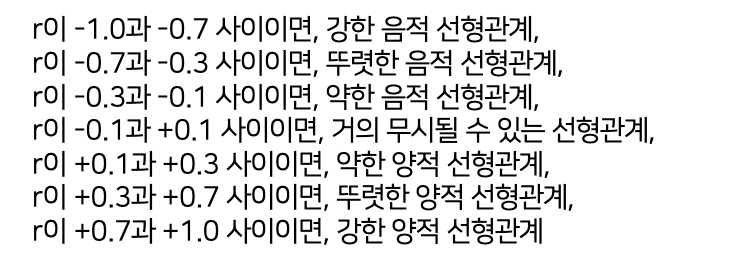 r이 -1.0과 -0.7 사이이면, 강한 음적 선형관계,
r이 -0.7과 -0.3 사이이면, 뚜렷한 음적 선형관계,
r이 -0.3과 -0.1 사이이면, 약한 음적 선형관계,
r이 -0.1과 +0.1 사이이면, 거의 무시될 수 있는 선형관계,
r이 +0.1과 +0.3 사이이면, 약한 양적 선형관계,
r이 +0.3과 +0.7 사이이면, 뚜렷한 양적 선형관계,
r이 +0.7과 +1.0 사이이면, 강한 양적 선형관계